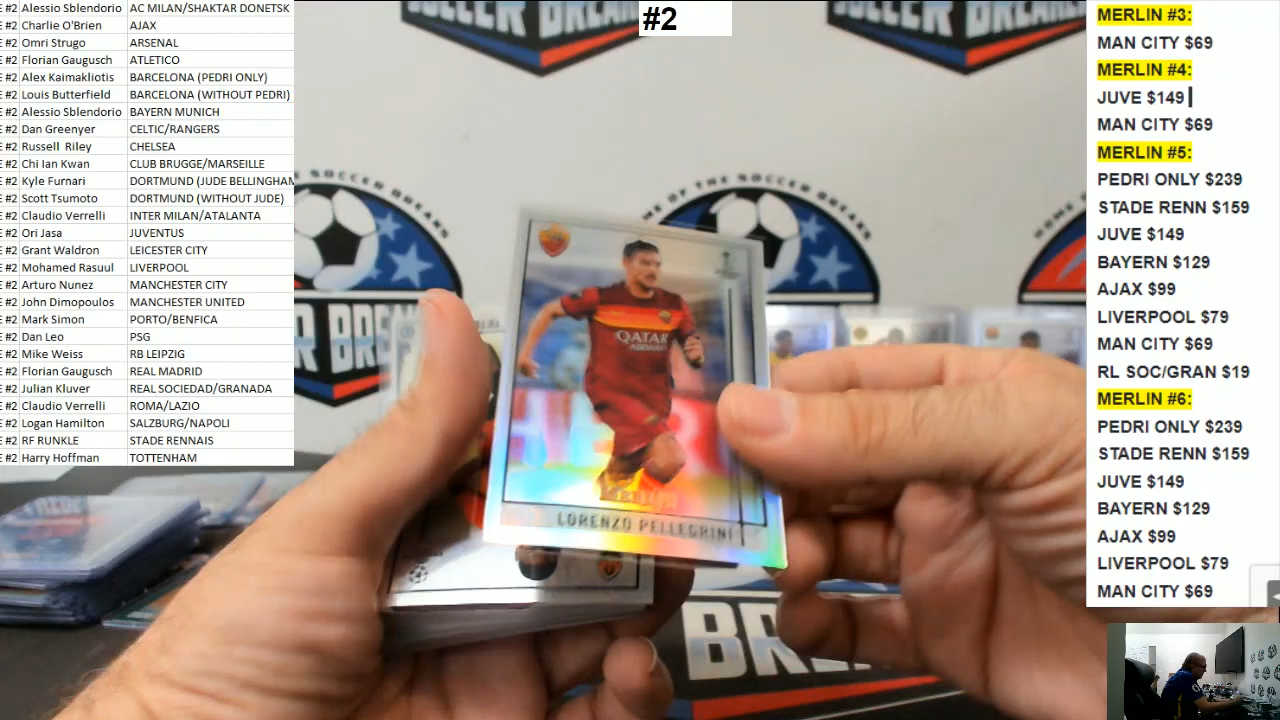 E #2 Alessio Sblendorio AC MILAN/SHAKTAR DONETSK
E #2 Charlie O'Brien AJAX
E #2 Omri Strugo ARSENAL
E #2 Florian Gaugusch ATLETICO
E #2 Alex Kaimakliotis BARCELONA (PEDRI ONLY)
E #2 Louis Butterfield BARCELONA (WITHOUT PEDRI)
E #2 Alessio Sblendorio BAYERN MUNICH
E #2 Dan Greenyer CELTIC/RANGERS
E #2 Russell Riley CHELSEA
E #2 Chi Ian Kwan CLUB BRUGGE/MARSEILLE
E #2 Kyle Furnari DORTMUND (JUDE BELLINGHAM
E #2 Scott Tsumoto DORTMUND (WITHOUT JUDE)
E #2 Claudio Verrelli INTER MILAN/ATALANTA
E #2 Ori Jasa JUVENTUS
E #2 Grant Waldron LEICESTER CITY
E #2 Mohamed Rasuul LIVERPOOL
E #2 Arturo Nunez MANCHESTER CITY
E #2 John Dimopoulos MANCHESTER UNITED
E #2 Mark Simon PORTO/BENFICA
E #2 Dan Leo PSG
E #2 Mike Weiss RB LEIPZIG
E #2 Florian Gaugusch REAL MADRID
E #2 Julian Kluver REAL SOCIEDAD/GRANADA
E #2 Claudio Verrelli ROMA/LAZIO
E #2 Logan Hamilton SALZBURG/NAPOLI
E #2 RF RUNKLE STADE RENNAIS
E #2 Harry Hoffman TOTTENHAM
#2
SOCCER BREAKS
HOME OF THE SOCCER BREAKS
QATAR
AIRWAYS
MERLIN
LORENZO PELLEGRINI
MERLIN #3:
MAN CITY $69
MERLIN #4:
JUVE $149
MAN CITY $69
MERLIN #5:
PEDRI ONLY $239
STADE RENN $159
JUVE $149
BAYERN $129
AJAX $99
LIVERPOOL $79
MAN CITY $69
RL SOC/GRAN $19
MERLIN #6:
PEDRI ONLY $239
STADE RENN $159
JUVE $149
BAYERN $129
AJAX $99
LIVERPOOL $79
MAN CITY $69